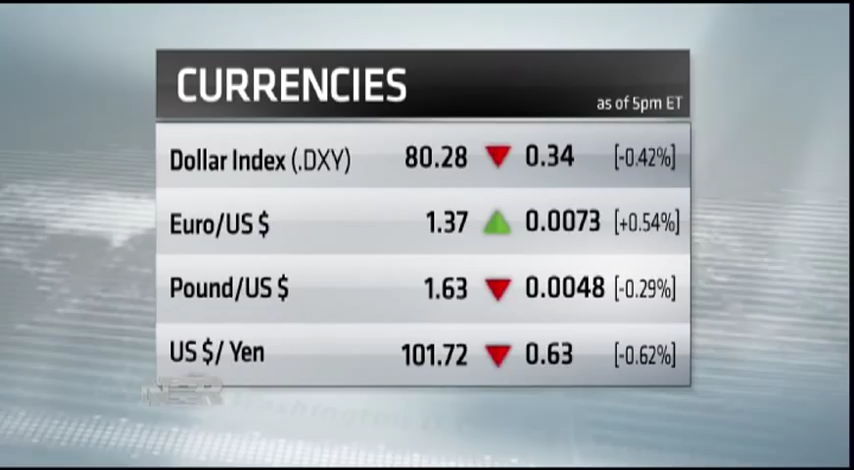 CURRENCIES
as of 5pm ET
Dollar Index (.DXY) 80.28 ▼ 0.34 [-0.42%]
Euro/US $ 1.37 ▲ 0.0073 [+0.54%]
Pound/US $ 1.63 ▼ 0.0048 [-0.29%]
US $/ Yen 101.72 ▼ 0.63 [-0.62%]